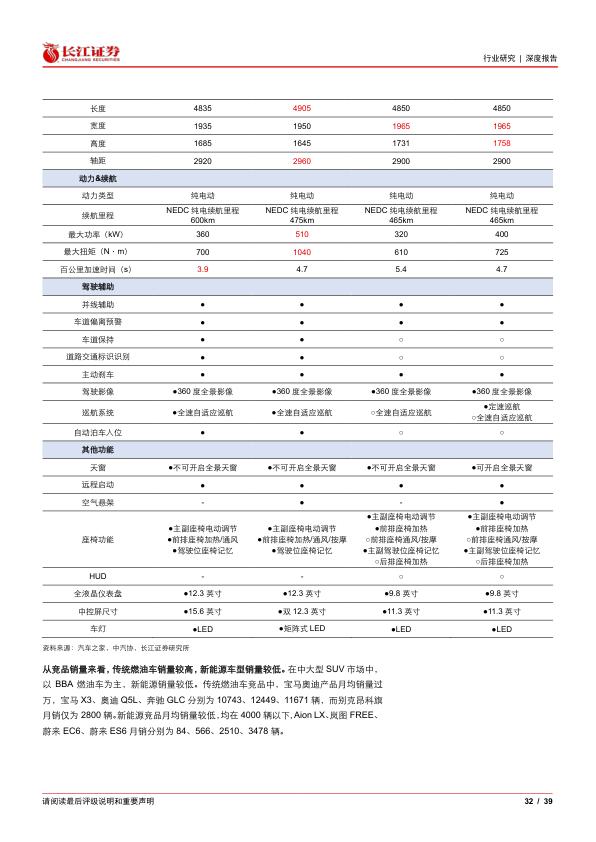 长江证券
CHANGJIANG SECURITIES
行业研究 | 深度报告
长度 4835 4905 4850 4850
宽度 1935 1950 1965 1965
高度 1685 1645 1731 1758
轴距 2920 2960 2900 2900
动力&续航
动力类型 纯电动 纯电动 纯电动 纯电动
续航里程 NEDC 纯电续航里程 600km NEDC 纯电续航里程 475km NEDC 纯电续航里程 465km NEDC 纯电续航里程 465km
最大功率（kW） 360 510 320 400
最大扭矩（N·m） 700 1040 610 725
百公里加速时间（s） 3.9 4.7 5.4 4.7
驾驶辅助
并线辅助 ● ● ● ●
车道偏离预警 ● ● ● ●
车道保持 ● ● ○ ○
道路交通标识识别 ● ● ○ ○
主动刹车 ● ● ● ●
驾驶影像 ●360 度全景影像 ●360 度全景影像 ●360 度全景影像 ●360 度全景影像
巡航系统 ●全速自适应巡航 ●全速自适应巡航 ○全速自适应巡航 ●定速巡航 ○全速自适应巡航
自动泊车入位 ● ● ○ ○
其他功能
天窗 ●不可开启全景天窗 ●不可开启全景天窗 ●不可开启全景天窗 ●可开启全景天窗
远程启动 ● ● ● ●
空气悬架 - ● - ●
座椅功能 ●主副座椅电动调节 ●前排座椅加热/通风 ●驾驶位座椅记忆 ●主副座椅电动调节 ●前排座椅加热/通风/按摩 ●驾驶位座椅记忆 ●主副座椅电动调节 ●前排座椅加热 ○前排座椅通风/按摩 ●主副驾驶位座椅记忆 ○后排座椅加热 ●主副座椅电动调节 ●前排座椅加热 ○前排座椅通风/按摩 ●主副驾驶位座椅记忆 ○后排座椅加热
HUD - - ○ ○
全液晶仪表盘 ●12.3 英寸 ●12.3 英寸 ●9.8 英寸 ●9.8 英寸
中控屏尺寸 ●15.6 英寸 ●双 12.3 英寸 ●11.3 英寸 ●11.3 英寸
车灯 ●LED ●矩阵式 LED ●LED ●LED
资料来源：汽车之家，中汽协，长江证券研究所
从竞品销量来看，传统燃油车销量较高，新能源车型销量较低。在中大型 SUV 市场中，
以 BBA 燃油车为主，新能源销量较低。传统燃油车竞品中，宝马奥迪产品月均销量过
万，宝马 X3、奥迪 Q5L、奔驰 GLC 分别为 10743、12449、11671 辆，而别克昂科旗
月销仅为 2800 辆。新能源竞品月均销量较低，均在 4000 辆以下，Aion LX、岚图 FREE、
蔚来 EC6、蔚来 ES6 月销分别为 84、566、2510、3478 辆。
请阅读最后评级说明和重要声明
32 / 39